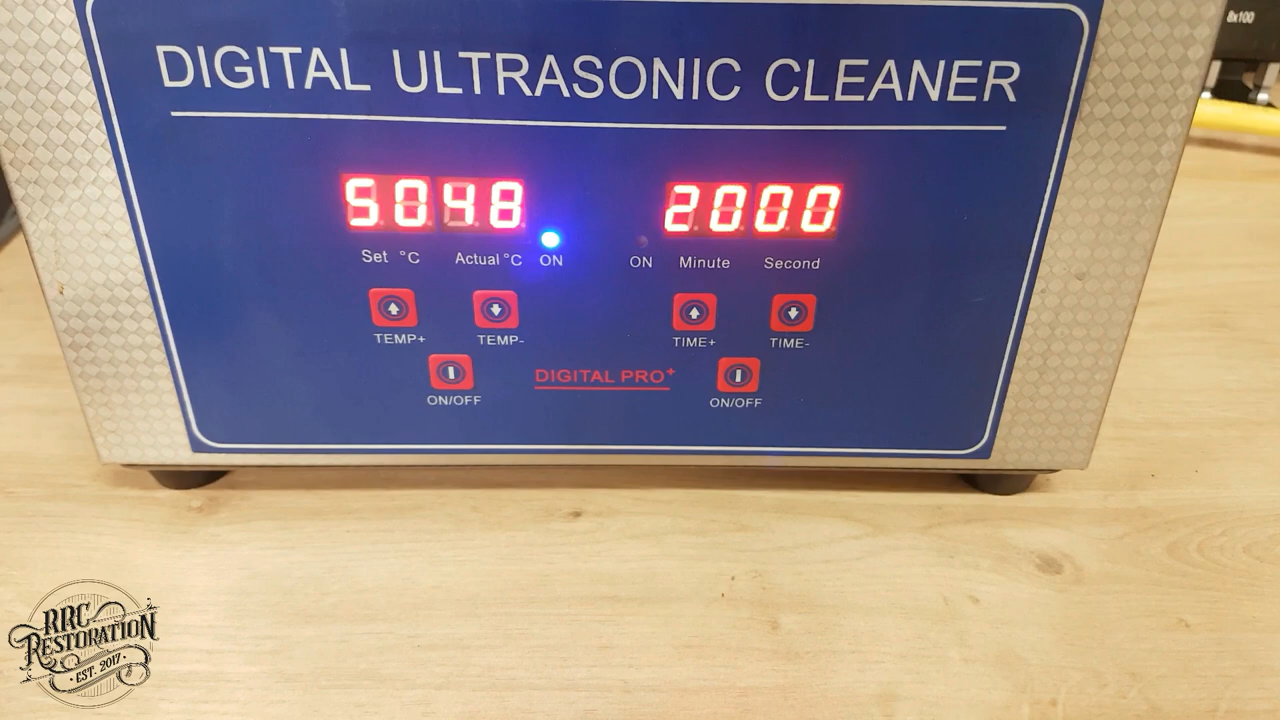 8x100
DIGITAL ULTRASONIC CLEANER
5048 2000
Set °C Actual °C ON ON Minute Second
TEMP+ TEMP- TIME+ TIME-
DIGITAL PRO+
ON/OFF ON/OFF
RRC
RESTORATION
· EST. 2017 ·